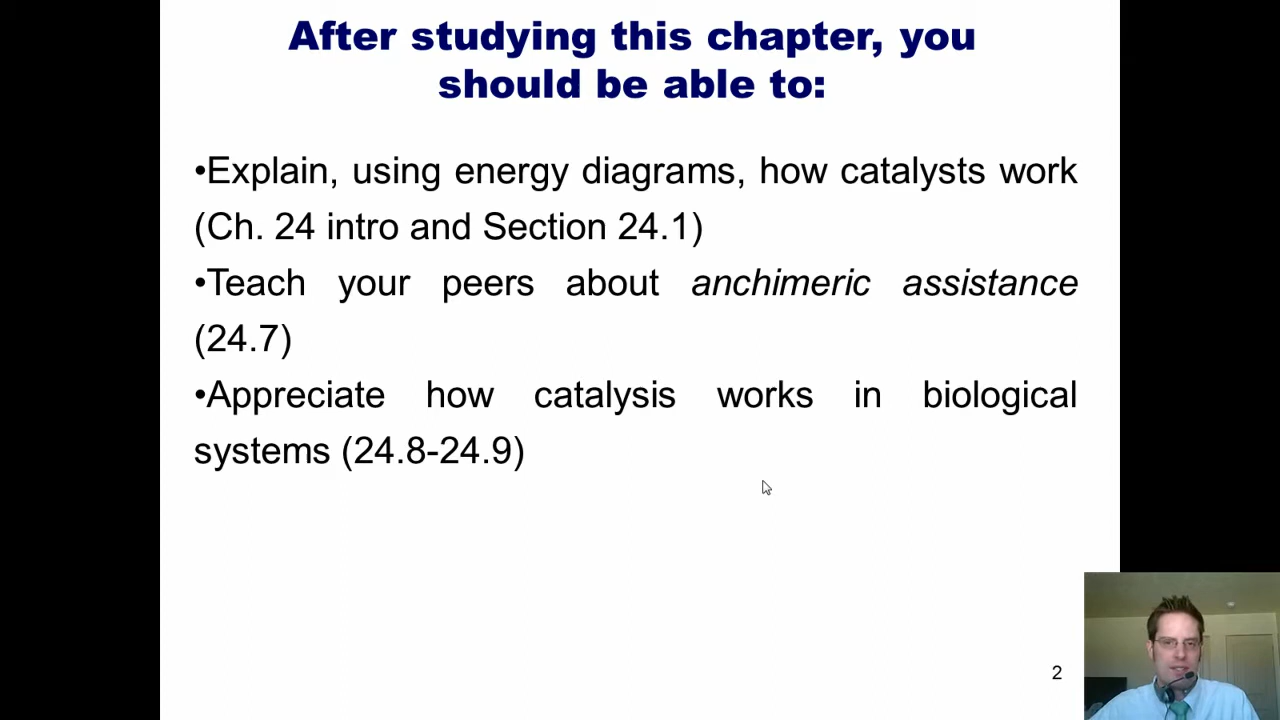 After studying this chapter, you
should be able to:
•Explain, using energy diagrams, how catalysts work
(Ch. 24 intro and Section 24.1)
•Teach your peers about anchimeric assistance
(24.7)
•Appreciate how catalysis works in biological
systems (24.8-24.9)
2